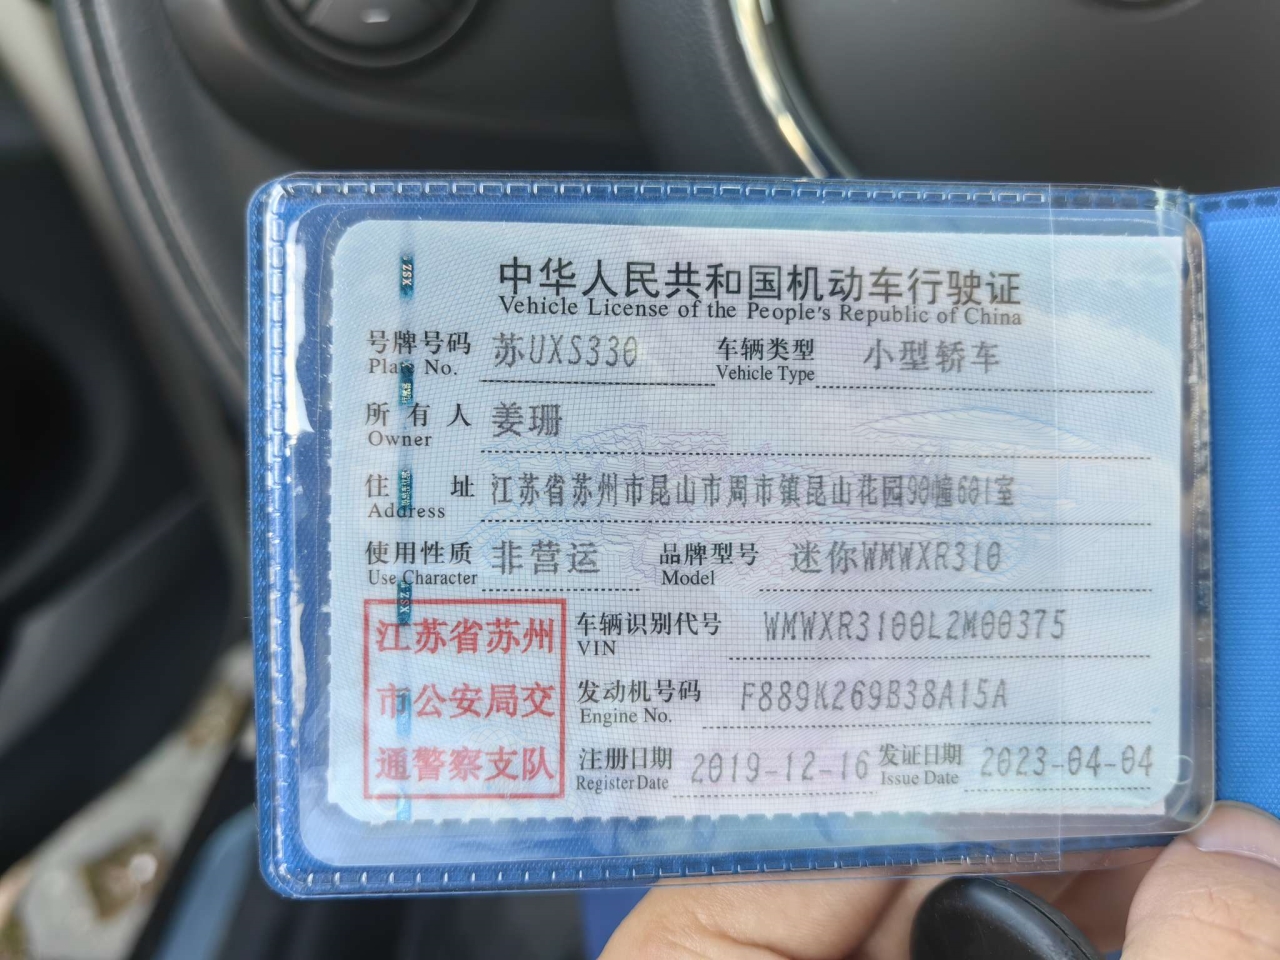 中华人民共和国机动车行驶证
Vehicle License of the People's Republic of China
号牌号码 苏UXS330 车辆类型 小型轿车
Plate No. Vehicle Type
所有人 姜珊
Owner
住址 江苏省苏州市昆山市周市镇昆山花园90幢601室
Address
使用性质 非营运 品牌型号 迷你WMWXR310
Use Character Model
江苏省苏州
市公安局交
通警察支队
车辆识别代号 WMWXR3100L2M00375
VIN
发动机号码 F889K269B38A15A
Engine No.
注册日期 2019-12-16 发证日期 2023-04-04
Register Date Issue Date
XSZ
XSZ